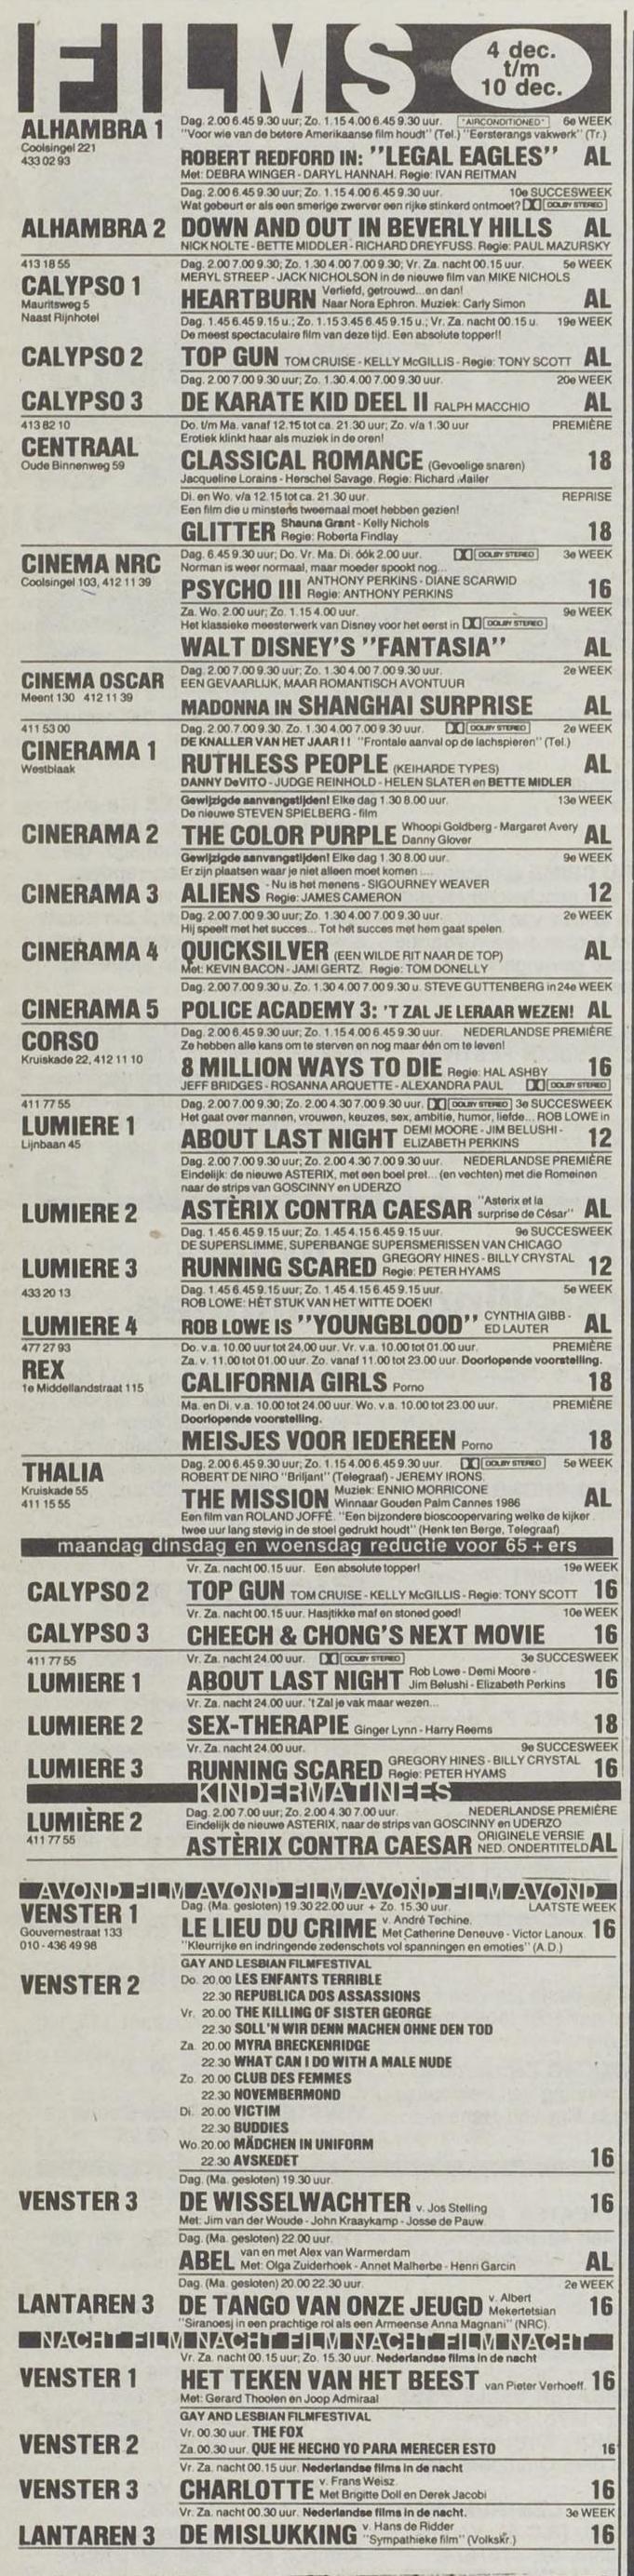 FILMS
4 dec.
t/m
10 dec.
ALHAMBRA 1
Coolsingel 221
433 02 93
Dag. 2.00 6.45 9.30 uur; Zo. 1.15 4.00 6.45 9.30 uur. "AIRCONDITIONED" 6e WEEK
"Voor wie van de betere Amerikaanse film houdt" (Tel.) "Eersterangs vakwerk" (Tr.)
ROBERT REDFORD IN: "LEGAL EAGLES" AL
Met: DEBRA WINGER - DARYL HANNAH. Regie: IVAN REITMAN
Dag. 2.00 6.45 9.30 uur; Zo. 1.15 4.00 6.45 9.30 uur. 10e SUCCESWEEK
Wat gebeurt er als een smerige zwerver een rijke stinkerd ontmoet? DOLBY STEREO
ALHAMBRA 2 DOWN AND OUT IN BEVERLY HILLS AL
NICK NOLTE - BETTE MIDDLER - RICHARD DREYFUSS. Regie: PAUL MAZURSKY
413 18 55
CALYPSO 1
Mauritsweg 5
Naast Rijnhotel
Dag. 2.00 7.00 9.30; Zo. 1.30 4.00 7.00 9.30; Vr. Za. nacht 00.15 uur. 5e WEEK
MERYL STREEP - JACK NICHOLSON in de nieuwe film van MIKE NICHOLS
HEARTBURN Verliefd, getrouwd...en dan! Naar Nora Ephron. Muziek: Carly Simon AL
Dag. 1.45 6.45 9.15 u.; Zo. 1.15 3.45 6.45 9.15 u.; Vr. Za. nacht 00.15 u. 19e WEEK
De meest spectaculaire film van deze tijd. Een absolute topper!!
CALYPSO 2 TOP GUN TOM CRUISE - KELLY McGILLIS - Regie: TONY SCOTT AL
Dag. 2.00 7.00 9.30 uur; Zo. 1.30 4.00 7.00 9.30 uur. 20e WEEK
CALYPSO 3 DE KARATE KID DEEL II RALPH MACCHIO AL
413 82 10
CENTRAAL
Oude Binnenweg 59
Do. t/m Ma. vanaf 12.15 tot ca. 21.30 uur; Zo. v/a 1.30 uur PREMIÈRE
Erotiek klinkt haar als muziek in de oren!
CLASSICAL ROMANCE (Gevoelige snaren) 18
Jacqueline Lorains - Herschel Savage. Regie: Richard Mailer
Di. en Wo. v/a 12.15 tot ca. 21.30 uur. REPRISE
Een film die u minstens tweemaal moet hebben gezien!
GLITTER Shauna Grant - Kelly Nichols Regie: Roberta Findlay 18
CINEMA NRC
Coolsingel 103, 412 11 39
Dag. 6.45 9.30 uur; Do. Vr. Ma. Di. óók 2.00 uur. DOLBY STEREO 3e WEEK
Norman is weer normaal, maar moeder spookt nog...
PSYCHO III ANTHONY PERKINS - DIANE SCARWID Regie: ANTHONY PERKINS 16
Za. Wo. 2.00 uur; Zo. 1.15 4.00 uur. 9e WEEK
Het klassieke meesterwerk van Disney voor het eerst in DOLBY STEREO
WALT DISNEY'S "FANTASIA" AL
CINEMA OSCAR
Meent 130 412 11 39
Dag. 2.00 7.00 9.30 uur; Zo. 1.30 4.00 7.00 9.30 uur. 2e WEEK
EEN GEVAARLIJK, MAAR ROMANTISCH AVONTUUR
MADONNA IN SHANGHAI SURPRISE AL
411 53 00
CINERAMA 1
Westblaak
Dag. 2.00 7.00 9.30. Zo. 1.30 4.00 7.00 9.30 uur. DOLBY STEREO 2e WEEK
DE KNALLER VAN HET JAAR!! "Frontale aanval op de lachspieren" (Tel.)
RUTHLESS PEOPLE (KEIHARDE TYPES) AL
DANNY DeVITO - JUDGE REINHOLD - HELEN SLATER en BETTE MIDLER
Gewijzigde aanvangstijden! Elke dag 1.30 8.00 uur. 13e WEEK
De nieuwe STEVEN SPIELBERG - film
CINERAMA 2 THE COLOR PURPLE Whoopi Goldberg - Margaret Avery Danny Glover AL
Gewijzigde aanvangstijden! Elke dag 1.30 8.00 uur. 9e WEEK
Er zijn plaatsen waar je niet alleen moet komen ....
CINERAMA 3 ALIENS - Nu is het menens - SIGOURNEY WEAVER Regie: JAMES CAMERON 12
Dag. 2.00 7.00 9.30 uur; Zo. 1.30 4.00 7.00 9.30 uur. 2e WEEK
Hij speelt met het succes... Tot het succes met hem gaat spelen.
CINERAMA 4 QUICKSILVER (EEN WILDE RIT NAAR DE TOP) AL
Met: KEVIN BACON - JAMI GERTZ. Regie: TOM DONELLY
Dag. 2.00 7.00 9.30 u. Zo. 1.30 4.00 7.00 9.30 u. STEVE GUTTENBERG in 24e WEEK
CINERAMA 5 POLICE ACADEMY 3: 'T ZAL JE LERAAR WEZEN! AL
CORSO
Kruiskade 22, 412 11 10
Dag. 2.00 6.45 9.30 uur; Zo. 1.15 4.00 6.45 9.30 uur. NEDERLANDSE PREMIÈRE
Ze hebben alle kans om te sterven en nog maar één om te leven!
8 MILLION WAYS TO DIE Regie: HAL ASHBY 16
JEFF BRIDGES - ROSANNA ARQUETTE - ALEXANDRA PAUL DOLBY STEREO
411 77 55
LUMIERE 1
Lijnbaan 45
Dag. 2.00 7.00 9.30; Zo. 2.00 4.30 7.00 9.30 uur. DOLBY STEREO 3e SUCCESWEEK
Het gaat over mannen, vrouwen, keuzes, sex, ambitie, humor, liefde... ROB LOWE in
ABOUT LAST NIGHT DEMI MOORE - JIM BELUSHI - ELIZABETH PERKINS 12
Dag. 2.00 7.00 9.30 uur; Zo. 2.00 4.30 7.00 9.30 uur. NEDERLANDSE PREMIÈRE
Eindelijk: de nieuwe ASTERIX, met een boel pret... (en vechten) met die Romeinen
naar de strips van GOSCINNY en UDERZO
LUMIERE 2 ASTÈRIX CONTRA CAESAR "Asterix et la surprise de César" AL
Dag. 1.45 6.45 9.15 uur; Zo. 1.45 4.15 6.45 9.15 uur. 9e SUCCESWEEK
DE SUPERSLIMME, SUPERBANGE SUPERSMERISSEN VAN CHICAGO
LUMIERE 3 RUNNING SCARED GREGORY HINES - BILLY CRYSTAL Regie: PETER HYAMS 12
433 20 13
Dag. 1.45 6.45 9.15 uur; Zo. 1.45 4.15 6.45 9.15 uur. 5e WEEK
ROB LOWE: HÈT STUK VAN HET WITTE DOEK!
LUMIERE 4 ROB LOWE IS "YOUNGBLOOD" CYNTHIA GIBB - ED LAUTER AL
477 27 93
REX
1e Middellandstraat 115
Do. v.a. 10.00 uur tot 24.00 uur. Vr. v.a. 10.00 tot 01.00 uur. PREMIÈRE
Za. v. 11.00 tot 01.00 uur. Zo. vanaf 11.00 tot 23.00 uur. Doorlopende voorstelling.
CALIFORNIA GIRLS Porno 18
Ma. en Di. v.a. 10.00 tot 24.00 uur. Wo. v.a. 10.00 tot 23.00 uur. PREMIÈRE
Doorlopende voorstelling.
MEISJES VOOR IEDEREEN Porno 18
THALIA
Kruiskade 55
411 15 55
Dag. 2.00 6.45 9.30 uur; Zo. 1.15 4.00 6.45 9.30 uur. DOLBY STEREO 5e WEEK
ROBERT DE NIRO "Briljant" (Telegraaf) - JEREMY IRONS.
THE MISSION Muziek: ENNIO MORRICONE Winnaar Gouden Palm Cannes 1986 AL
Een film van ROLAND JOFFÉ. "Een bijzondere bioscoopervaring welke de kijker
twee uur lang stevig in de stoel gedrukt houdt" (Henk ten Berge, Telegraaf)
maandag dinsdag en woensdag reductie voor 65 + ers
Vr. Za. nacht 00.15 uur. Een absolute topper! 19e WEEK
CALYPSO 2 TOP GUN TOM CRUISE - KELLY McGILLIS - Regie: TONY SCOTT 16
Vr. Za. nacht 00.15 uur. Hasjtikke maf en stoned goed! 10e WEEK
CALYPSO 3 CHEECH & CHONG'S NEXT MOVIE 16
411 77 55
Vr. Za. nacht 24.00 uur. DOLBY STEREO 3e SUCCESWEEK
LUMIERE 1 ABOUT LAST NIGHT Rob Lowe - Demi Moore - Jim Belushi - Elizabeth Perkins 16
Vr. Za. nacht 24.00 uur. 't Zal je vak maar wezen...
LUMIERE 2 SEX-THERAPIE Ginger Lynn - Harry Reems 18
Vr. Za. nacht 24.00 uur. 9e SUCCESWEEK
LUMIERE 3 RUNNING SCARED GREGORY HINES - BILLY CRYSTAL Regie: PETER HYAMS 16
KINDERMATINEES
LUMIÈRE 2
411 77 55
Dag. 2.00 7.00 uur; Zo. 2.00 4.30 7.00 uur. NEDERLANDSE PREMIÈRE
Eindelijk de nieuwe ASTERIX, naar de strips van GOSCINNY en UDERZO
ASTÈRIX CONTRA CAESAR ORIGINELE VERSIE NED. ONDERTITELD AL
AVOND FILM AVOND FILM AVOND FILM AVOND
VENSTER 1
Gouvernestraat 133
010 - 436 49 98
Dag. (Ma. gesloten) 19.30 22.00 uur + Zo. 15.30 uur. LAATSTE WEEK
LE LIEU DU CRIME v. André Techine. Met Catherine Deneuve - Victor Lanoux. 16
"Kleurrijke en indringende zedenschets vol spanningen en emoties" (A.D.)
GAY AND LESBIAN FILMFESTIVAL
VENSTER 2
Do. 20.00 LES ENFANTS TERRIBLE
22.30 REPUBLICA DOS ASSASSIONS
Vr. 20.00 THE KILLING OF SISTER GEORGE
22.30 SOLL'N WIR DENN MACHEN OHNE DEN TOD
Za. 20.00 MYRA BRECKENRIDGE
22.30 WHAT CAN I DO WITH A MALE NUDE
Zo. 20.00 CLUB DES FEMMES
22.30 NOVEMBERMOND
Di. 20.00 VICTIM
22.30 BUDDIES
Wo. 20.00 MÄDCHEN IN UNIFORM
22.30 AVSKEDET 16
Dag. (Ma. gesloten) 19.30 uur.
VENSTER 3 DE WISSELWACHTER v. Jos Stelling 16
Met: Jim van der Woude - John Kraaykamp - Josse de Pauw.
Dag. (Ma. gesloten) 22.00 uur.
ABEL van en met Alex van Warmerdam Met: Olga Zuiderhoek - Annet Malherbe - Henri Garcin AL
Dag. (Ma. gesloten) 20.00 22.30 uur. 2e WEEK
LANTAREN 3 DE TANGO VAN ONZE JEUGD v. Albert Mekertetsian 16
"Siranoesj in een prachtige rol als een Armeense Anna Magnani" (NRC).
NACHT FILM NACHT FILM NACHT FILM NACHT
Vr. Za. nacht 00.15 uur; Zo. 15.30 uur. Nederlandse films in de nacht
VENSTER 1 HET TEKEN VAN HET BEEST van Pieter Verhoeff. 16
Met: Gerard Thoolen en Joop Admiraal
GAY AND LESBIAN FILMFESTIVAL
Vr. 00.30 uur. THE FOX
VENSTER 2 Za. 00.30 uur. QUE HE HECHO YO PARA MERECER ESTO 16
Vr. Za. nacht 00.15 uur. Nederlandse films in de nacht
VENSTER 3 CHARLOTTE v. Frans Weisz. Met Brigitte Doll en Derek Jacobi 16
Vr. Za. nacht 00.30 uur. Nederlandse films in de nacht. 3e WEEK
LANTAREN 3 DE MISLUKKING v. Hans de Ridder "Sympathieke film" (Volkskr.) 16